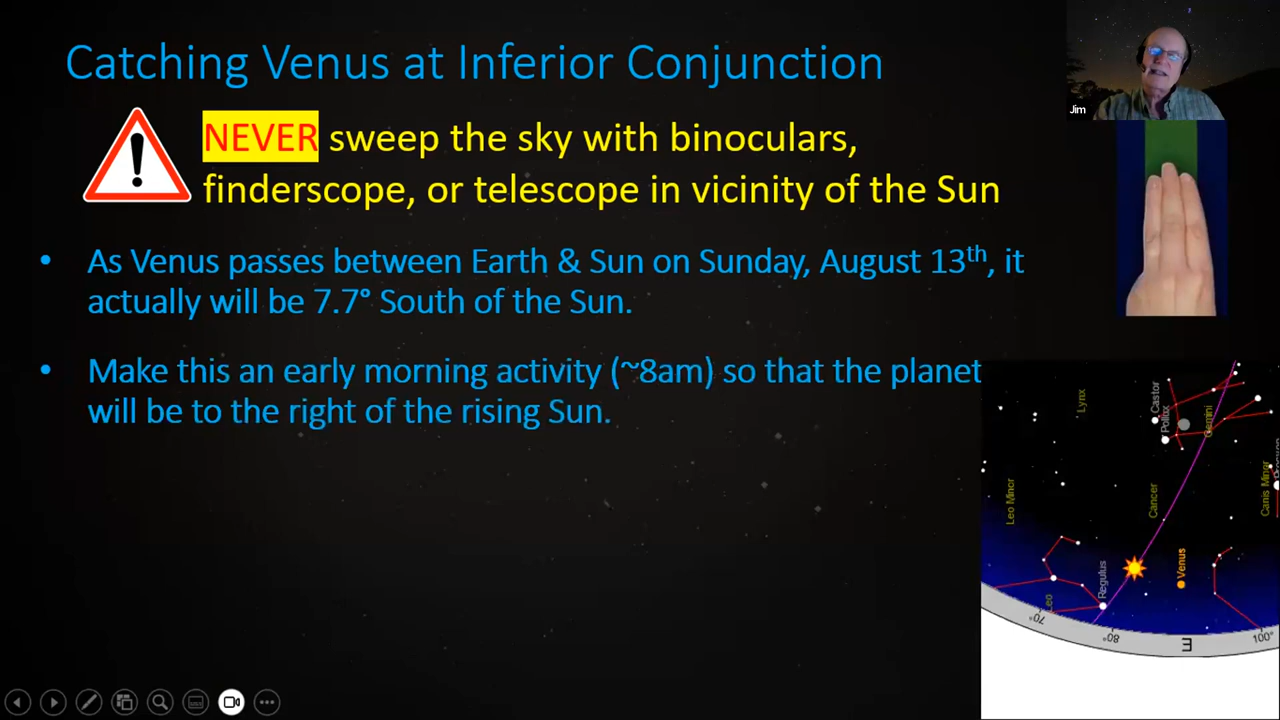 Catching Venus at Inferior Conjunction
Jim
NEVER sweep the sky with binoculars,
finderscope, or telescope in vicinity of the Sun
• As Venus passes between Earth & Sun on Sunday, August 13th, it
actually will be 7.7° South of the Sun.
• Make this an early morning activity (~8am) so that the planet
will be to the right of the rising Sun.
Lynx
Castor
Pollux
Gemini
Leo Minor
Cancer
Canis Minor
Venus
Regulus
Leo
70°
80°
E
100°